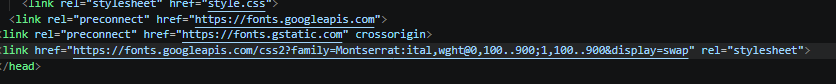 <link rel="stylesheet" href="style.css">
<link rel="preconnect" href="https://fonts.googleapis.com">
<link rel="preconnect" href="https://fonts.gstatic.com" crossorigin>
<link href="https://fonts.googleapis.com/css2?family=Montserrat:ital,wght@0,100..900;1,100..900&display=swap" rel="stylesheet">
</head>